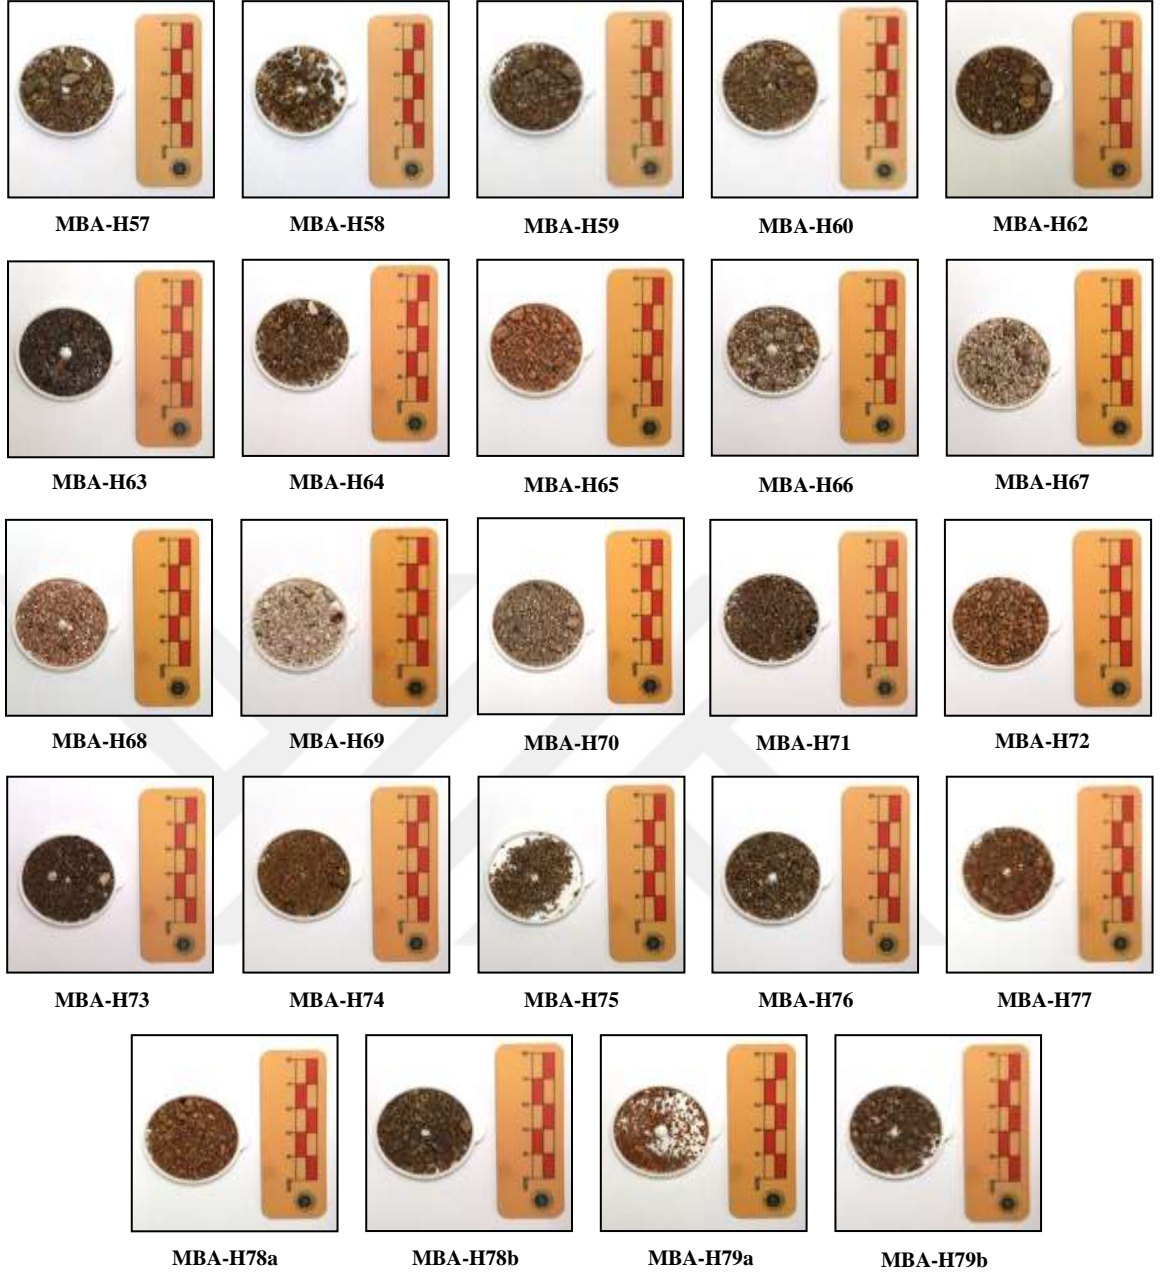 MBA-H57 MBA-H58 MBA-H59 MBA-H60 MBA-H62
MBA-H63 MBA-H64 MBA-H65 MBA-H66 MBA-H67
MBA-H68 MBA-H69 MBA-H70 MBA-H71 MBA-H72
MBA-H73 MBA-H74 MBA-H75 MBA-H76 MBA-H77
MBA-H78a MBA-H78b MBA-H79a MBA-H79b